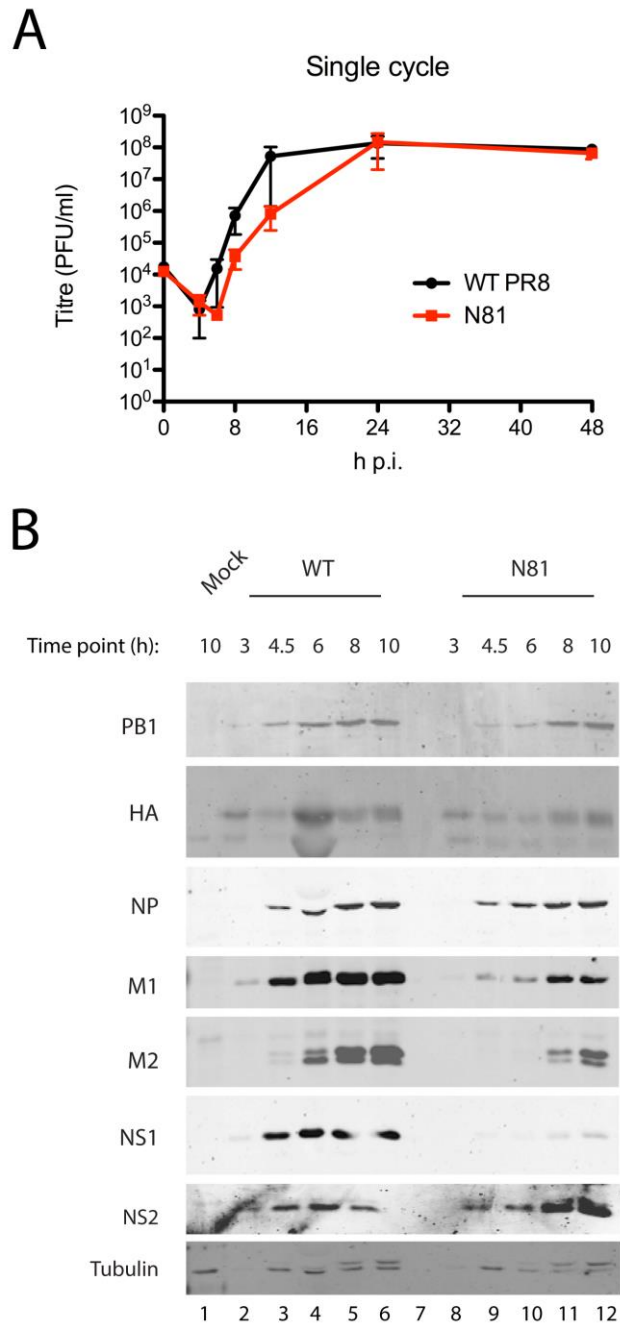 A
Single cycle
Titre (PFU/ml)
10⁹
10⁸
10⁷
10⁶
10⁵
10⁴
10³
10²
10¹
10⁰
WT PR8
N81
0 8 16 24 32 40 48
h p.i.
B
Mock WT N81
Time point (h): 10 3 4.5 6 8 10 3 4.5 6 8 10
PB1
HA
NP
M1
M2
NS1
NS2
Tubulin
1 2 3 4 5 6 7 8 9 10 11 12